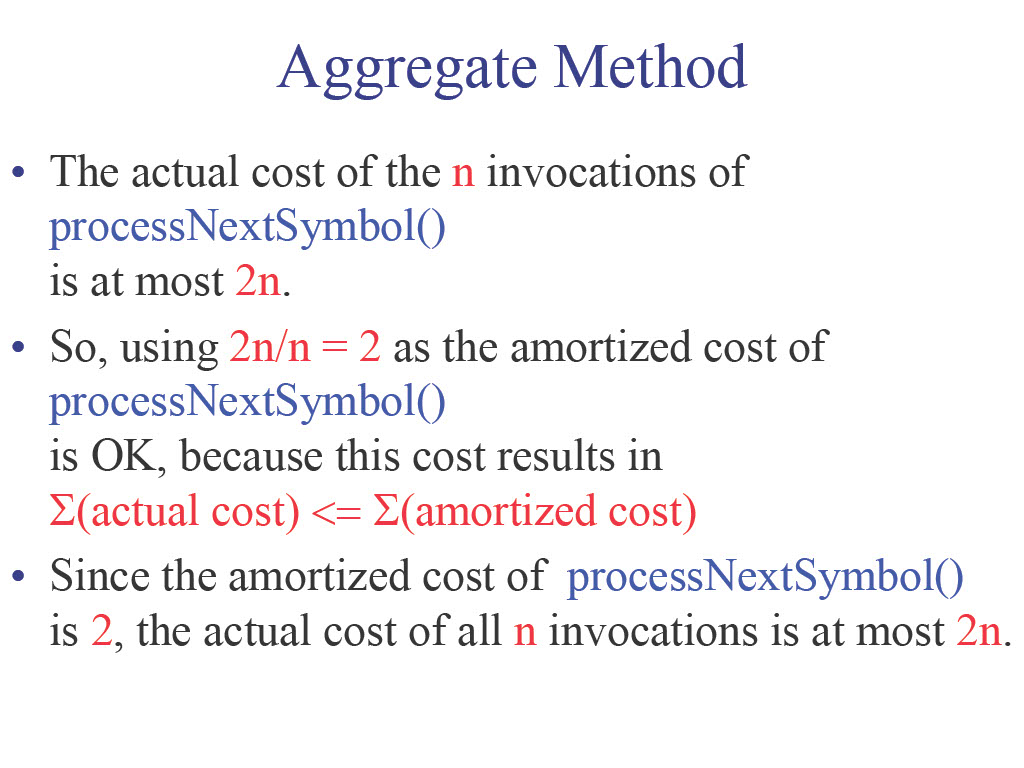 Aggregate Method
• The actual cost of the n invocations of
processNextSymbol()
is at most 2n.
• So, using 2n/n = 2 as the amortized cost of
processNextSymbol()
is OK, because this cost results in
Σ(actual cost) <= Σ(amortized cost)
• Since the amortized cost of processNextSymbol()
is 2, the actual cost of all n invocations is at most 2n.